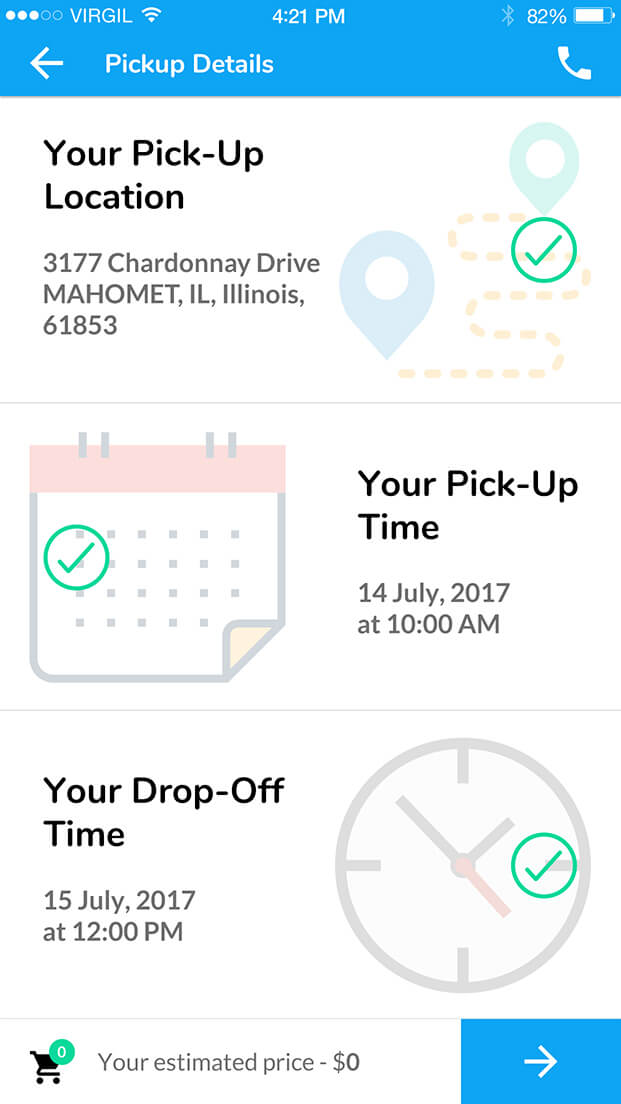 VIRGIL 4:21 PM 82%
Pickup Details
Your Pick-Up
Location
3177 Chardonnay Drive
MAHOMET, IL, Illinois,
61853
Your Pick-Up
Time
14 July, 2017
at 10:00 AM
Your Drop-Off
Time
15 July, 2017
at 12:00 PM
0
Your estimated price - $0